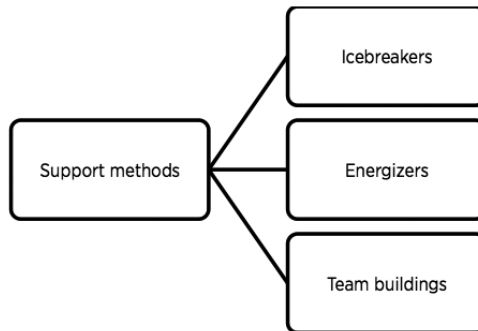 Icebreakers
Support methods
Energizers
Team buildings